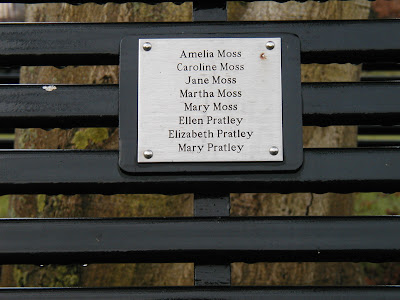 Amelia Moss
Caroline Moss
Jane Moss
Martha Moss
Mary Moss
Ellen Pratley
Elizabeth Pratley
Mary Pratley